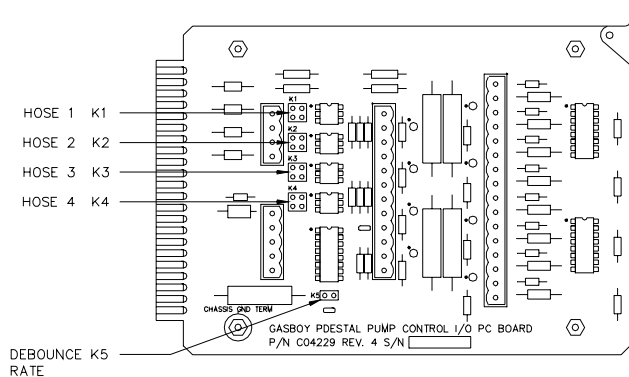 K1
HOSE 1 K1
K2
HOSE 2 K2
K3
HOSE 3 K3
K4
HOSE 4 K4
K5
CHASSIS GND TERM
GASBOY PDESTAL PUMP CONTROL I/O PC BOARD
P/N C04229 REV. 4 S/N
DEBOUNCE K5
RATE